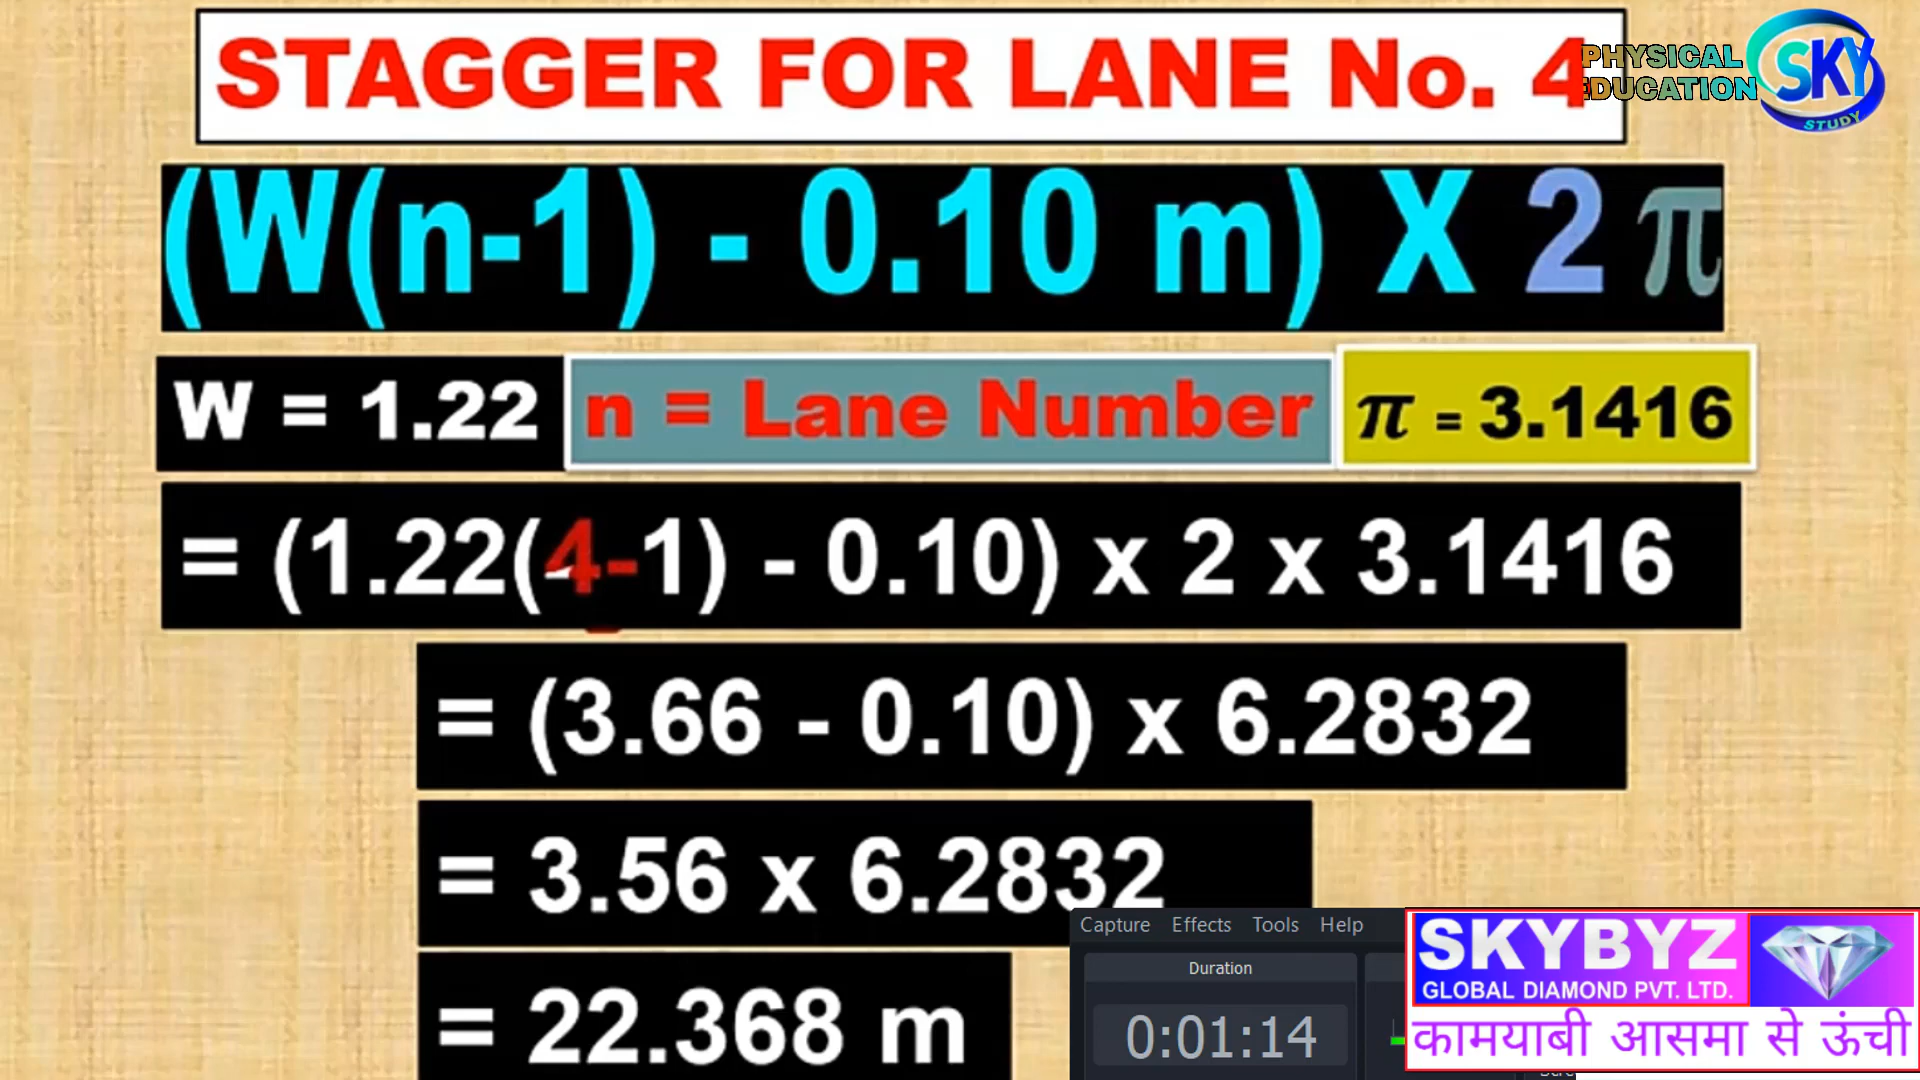 STAGGER FOR LANE No. 4
PHYSICAL
EDUCATION
SKY
STUDY
(W(n-1) - 0.10 m) X 2 π
W = 1.22
n = Lane Number
π = 3.1416
= (1.22(4-1) - 0.10) x 2 x 3.1416
= (3.66 - 0.10) x 6.2832
= 3.56 x 6.2832
= 22.368 m
Capture Effects Tools Help
Duration
0:01:14
SKYBYZ
GLOBAL DIAMOND PVT. LTD.
कामयाबी आसमा से ऊंची